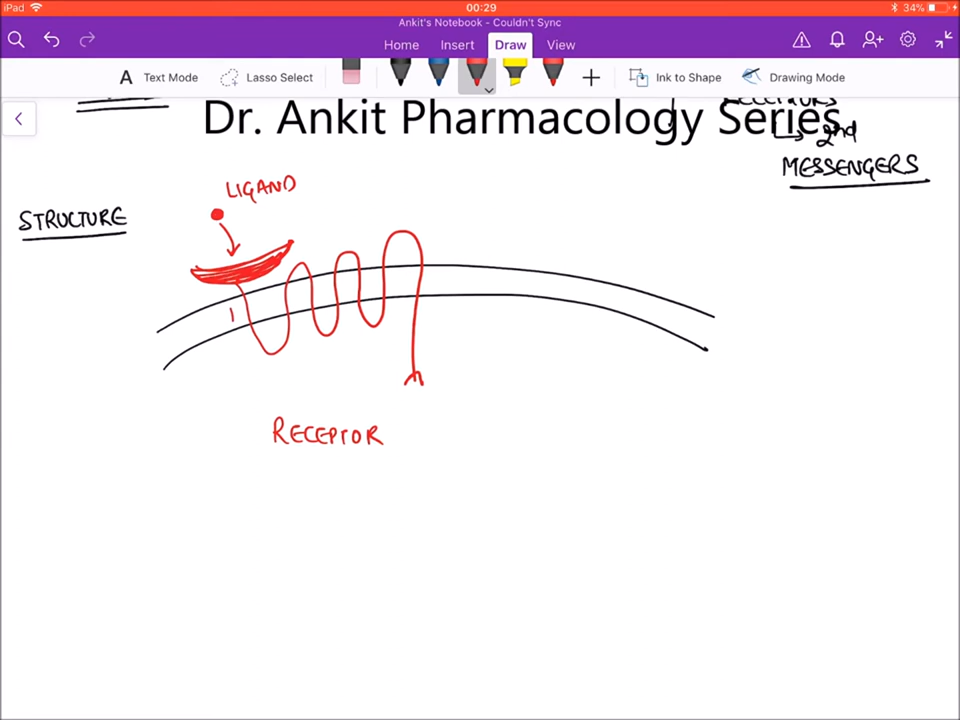 iPad 00:29 34%
Ankit's Notebook - Couldn't Sync
Home Insert Draw View
A Text Mode Lasso Select Ink to Shape Drawing Mode
Dr. Ankit Pharmacology Series
2nd
MESSENGERS
LIGAND
STRUCTURE
1
RECEPTOR